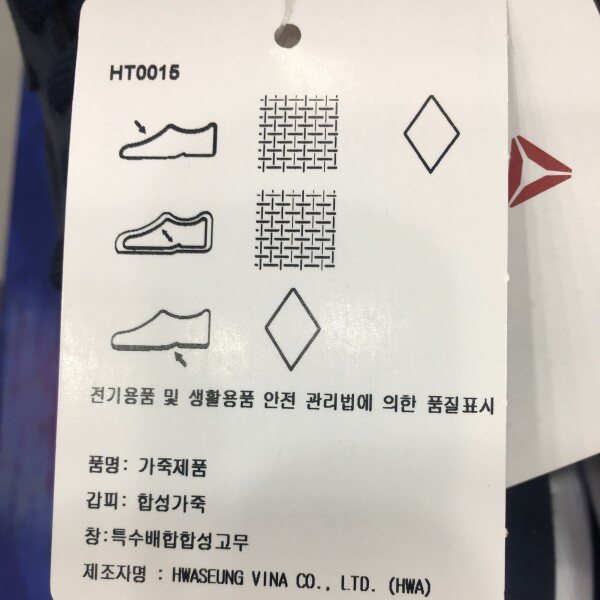 HT0015
전기용품 및 생활용품 안전 관리법에 의한 품질표시
품명: 가죽제품
갑피: 합성가죽
창:특수배합합성고무
제조자명 : HWASEUNG VINA CO., LTD. (HWA)